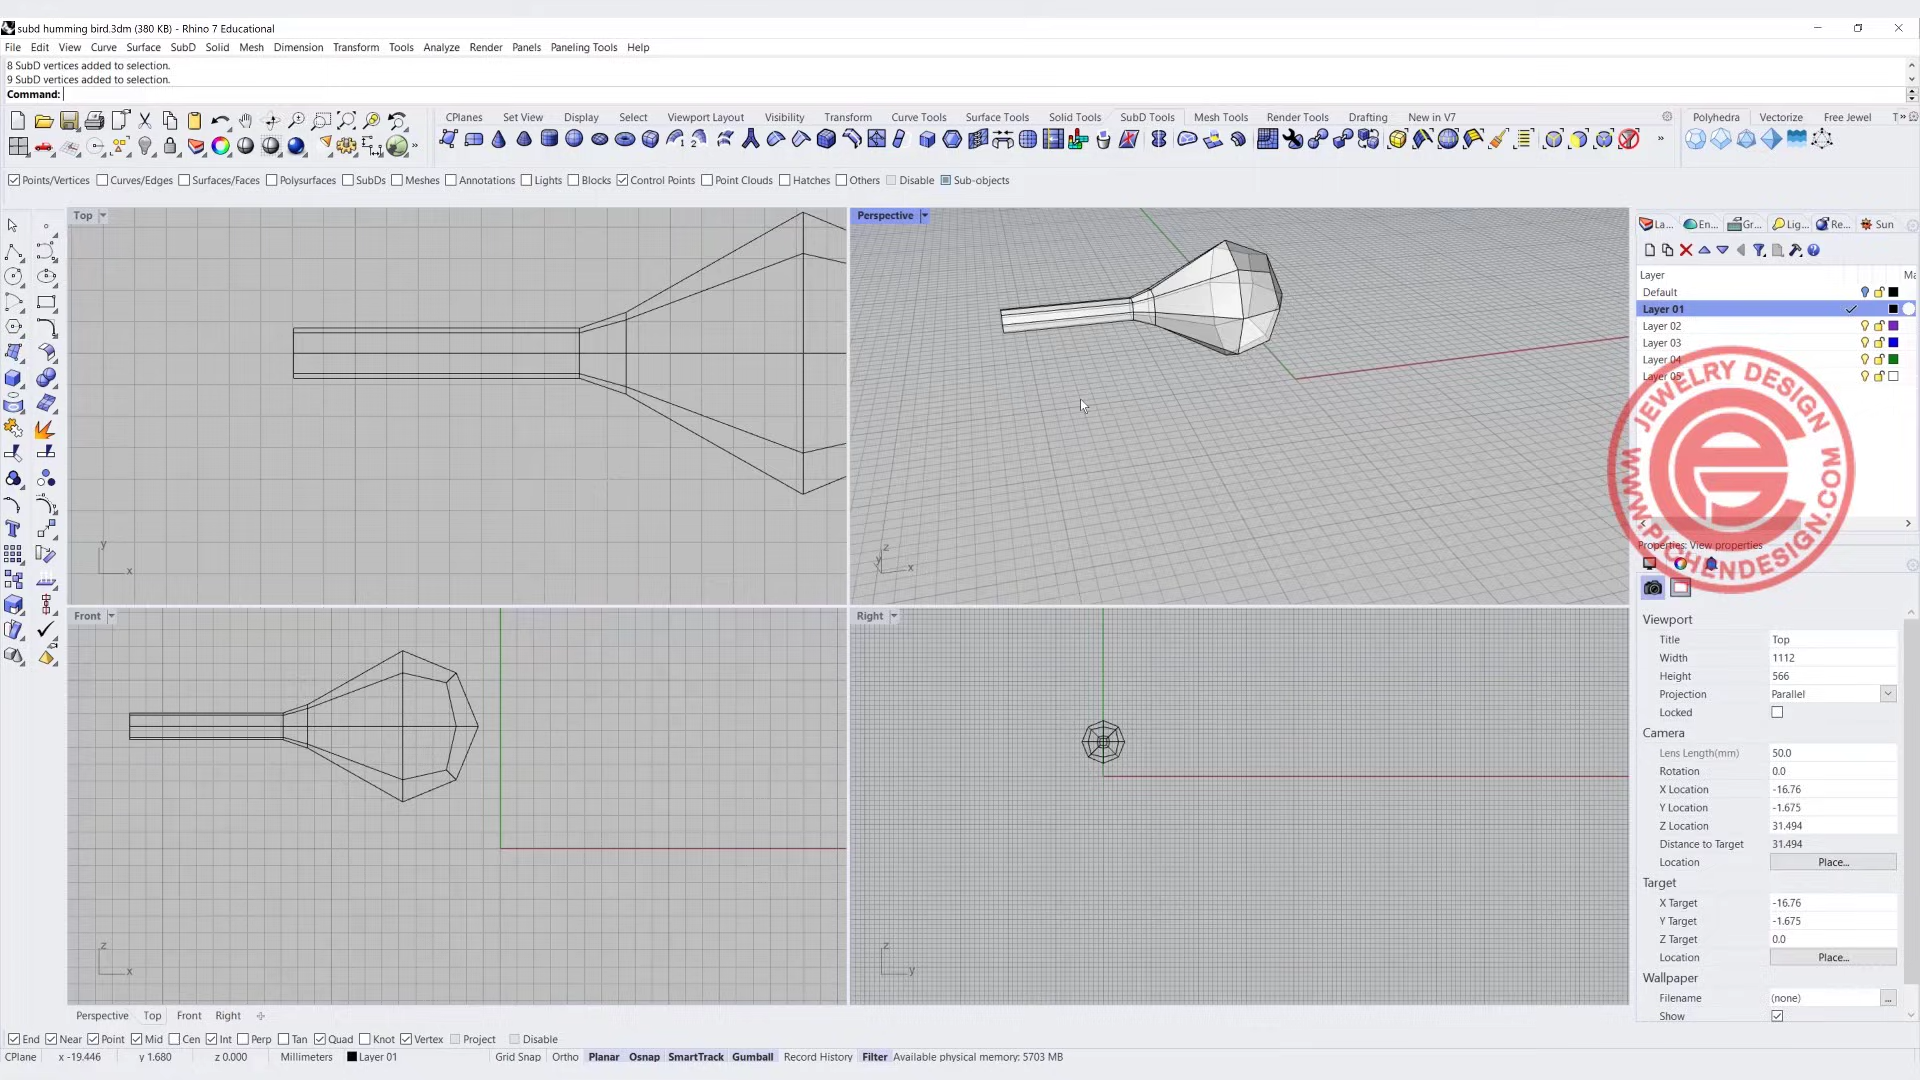 subd humming bird.3dm (380 KB) - Rhino 7 Educational
File Edit View Curve Surface SubD Solid Mesh Dimension Transform Tools Analyze Render Panels Paneling Tools Help
8 SubD vertices added to selection.
9 SubD vertices added to selection.
Command:
CPlanes Set View Display Select Viewport Layout Visibility Transform Curve Tools Surface Tools Solid Tools SubD Tools Mesh Tools Render Tools Drafting New in V7
Polyhedra Vectorize Free Jewel T
Points/Vertices Curves/Edges Surfaces/Faces Polysurfaces SubDs Meshes Annotations Lights Blocks Control Points Point Clouds Hatches Others Disable Sub-objects
Top
Perspective
La... En... Gr... Lig... Re... Sun
Layer Ma
Default
Layer 01
Layer 02
Layer 03
Layer 04
Layer 05
JEWELRY DESIGN
WWW.PICHENDESIGN.COM
y
x
z
y
x
Front
Right
z
x
z
y
Properties: View properties
Viewport
Title Top
Width 1112
Height 566
Projection Parallel
Locked
Camera
Lens Length(mm) 50.0
Rotation 0.0
X Location -16.76
Y Location -1.675
Z Location 31.494
Distance to Target 31.494
Location Place...
Target
X Target -16.76
Y Target -1.675
Z Target 0.0
Location Place...
Wallpaper
Filename (none) ...
Show
Perspective Top Front Right
End Near Point Mid Cen Int Perp Tan Quad Knot Vertex Project Disable
CPlane x -19.446 y 1.680 z 0.000 Millimeters Layer 01 Grid Snap Ortho Planar Osnap SmartTrack Gumball Record History Filter Available physical memory: 5703 MB